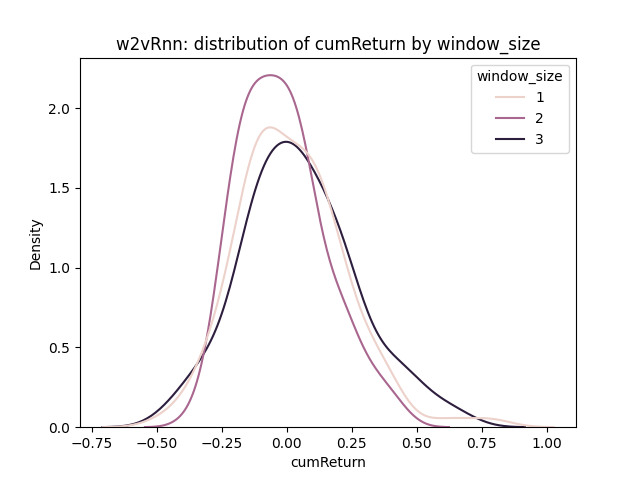 w2vRnn: distribution of cumReturn by window_size
window_size
1
2
3
Density
2.0
1.5
1.0
0.5
0.0
−0.75 −0.50 −0.25 0.00 0.25 0.50 0.75 1.00
cumReturn